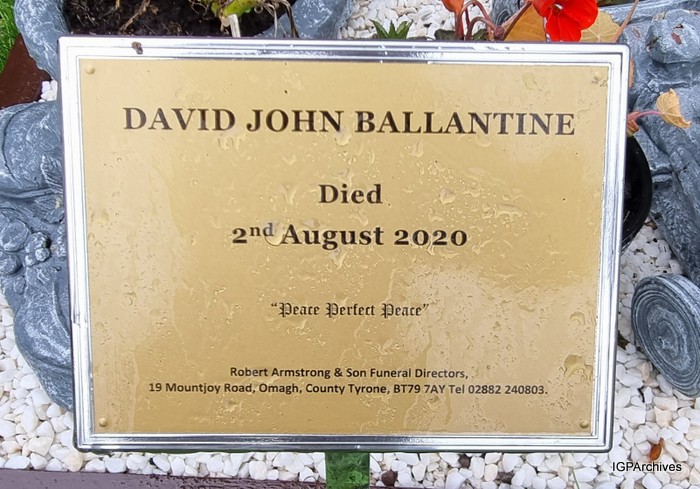 DAVID JOHN BALLANTINE
Died
2nd August 2020
“Peace Perfect Peace”
Robert Armstrong & Son Funeral Directors,
19 Mountjoy Road, Omagh, County Tyrone, BT79 7AY Tel 02882 240803.
IGPArchives